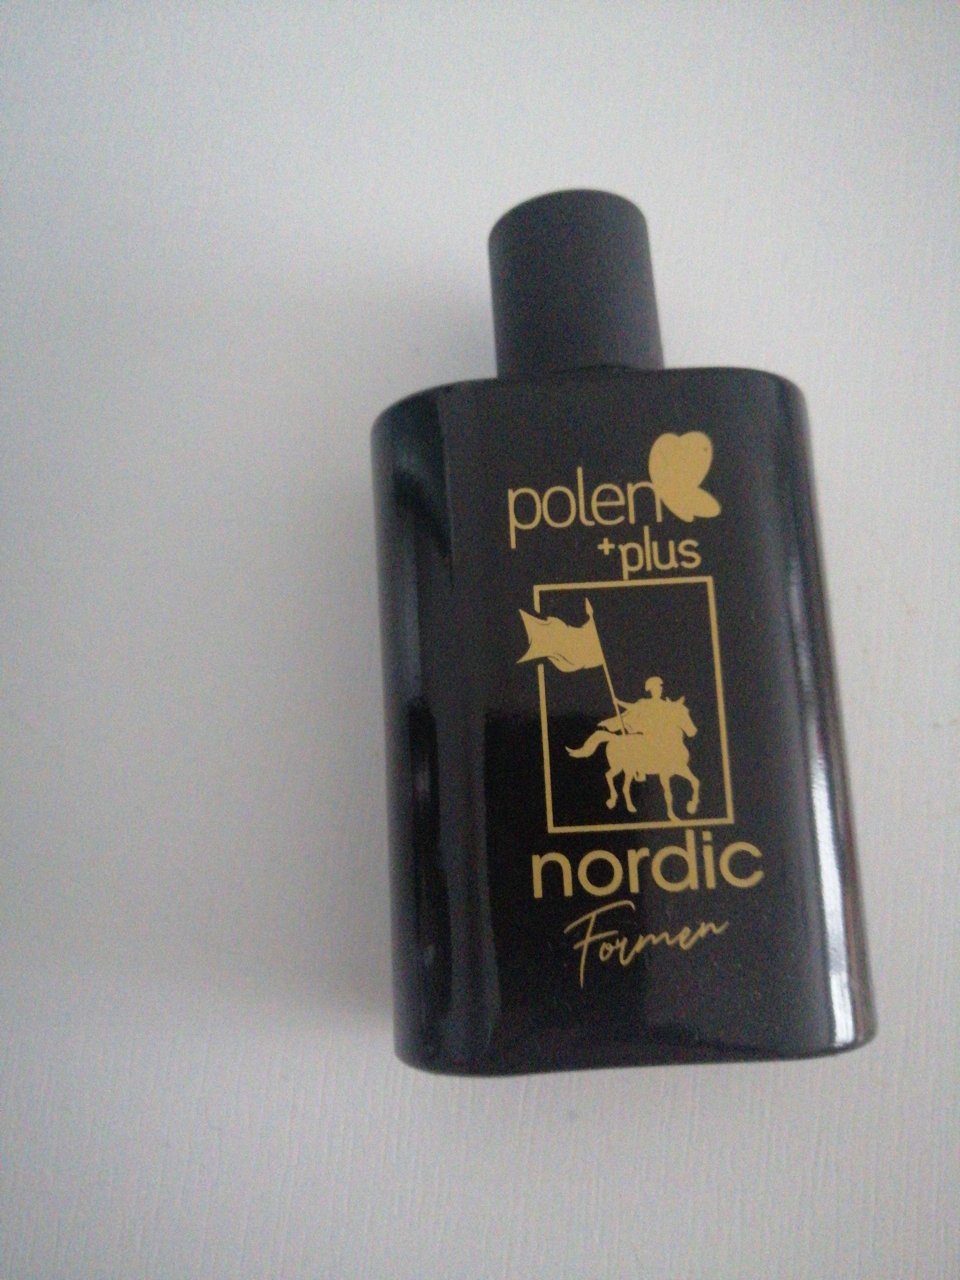 polen
+plus
nordic
Formen